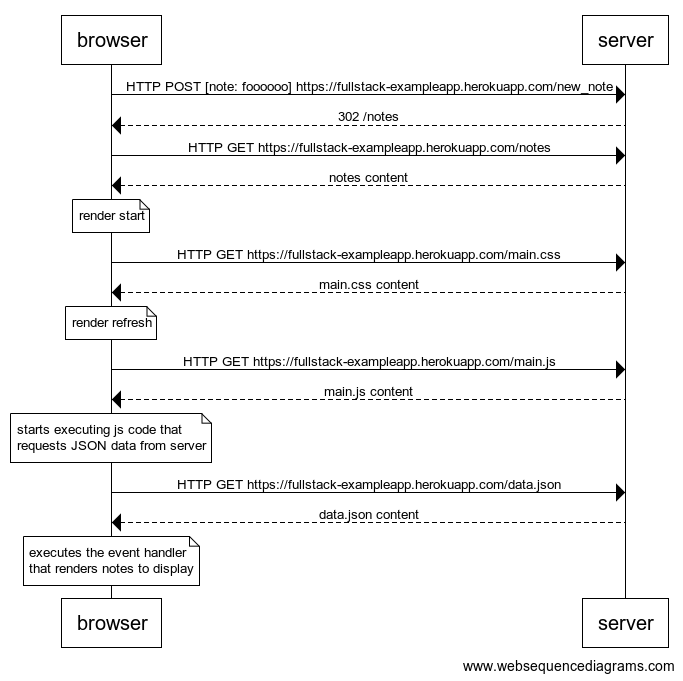 browser server
HTTP POST [note: foooooo] https://fullstack-exampleapp.herokuapp.com/new_note
302 /notes
HTTP GET https://fullstack-exampleapp.herokuapp.com/notes
notes content
render start
HTTP GET https://fullstack-exampleapp.herokuapp.com/main.css
main.css content
render refresh
HTTP GET https://fullstack-exampleapp.herokuapp.com/main.js
main.js content
starts executing js code that
requests JSON data from server
HTTP GET https://fullstack-exampleapp.herokuapp.com/data.json
data.json content
executes the event handler
that renders notes to display
browser server
www.websequencediagrams.com